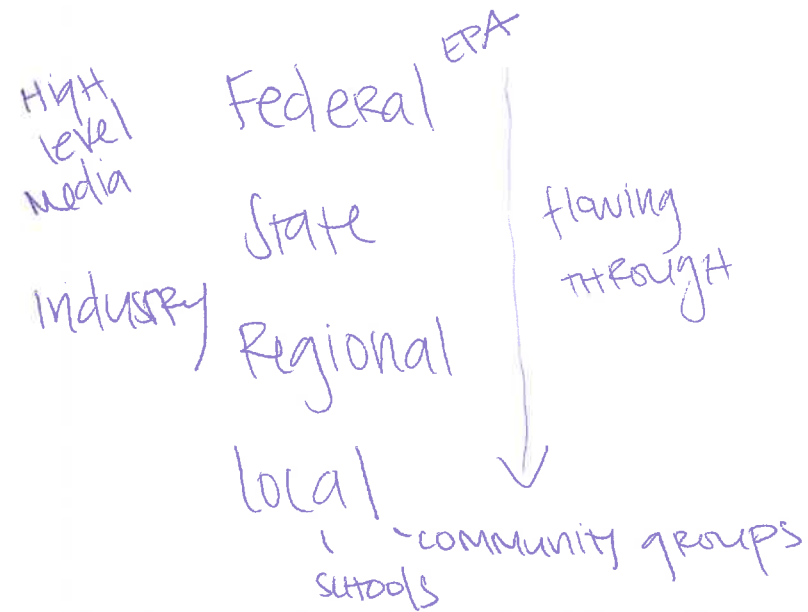 EPA
High
level
Media
Federal
State
flowing
THROUGH
Industry
Regional
local
- community groups
schools